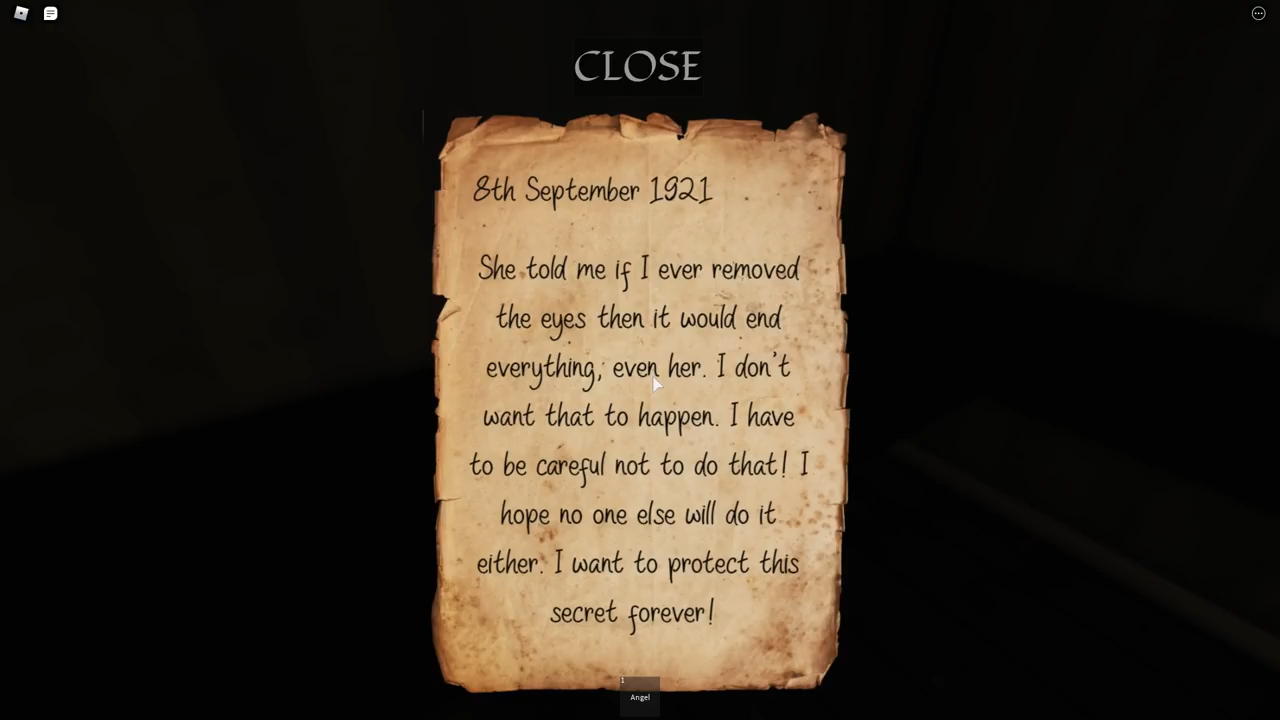 CLOSE
8th September 1921
She told me if I ever removed
the eyes then it would end
everything, even her. I don't
want that to happen. I have
to be careful not to do that! I
hope no one else will do it
either. I want to protect this
secret forever!
1
Angel